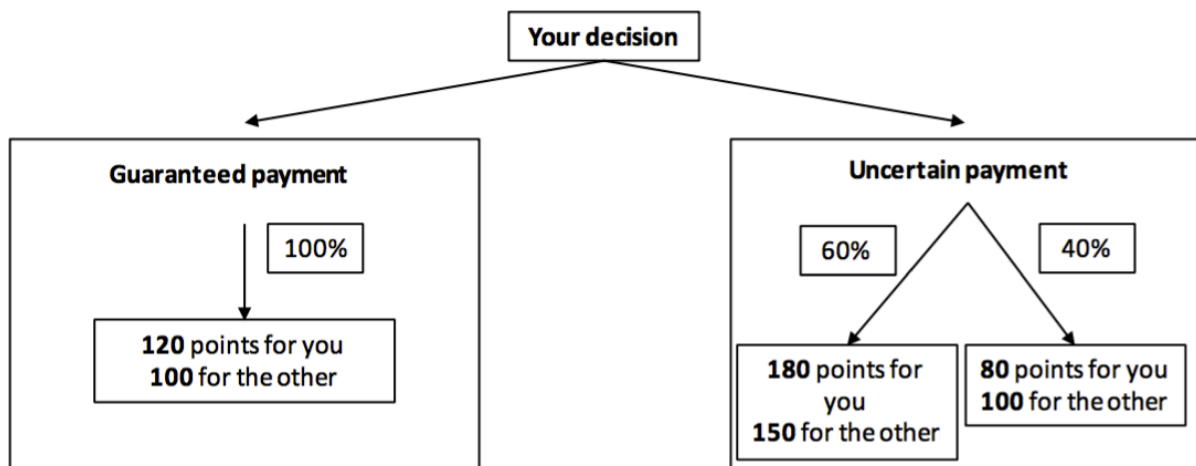 Your decision
Guaranteed payment
100%
120 points for you
100 for the other
Uncertain payment
60%
40%
180 points for
you
150 for the other
80 points for you
100 for the other